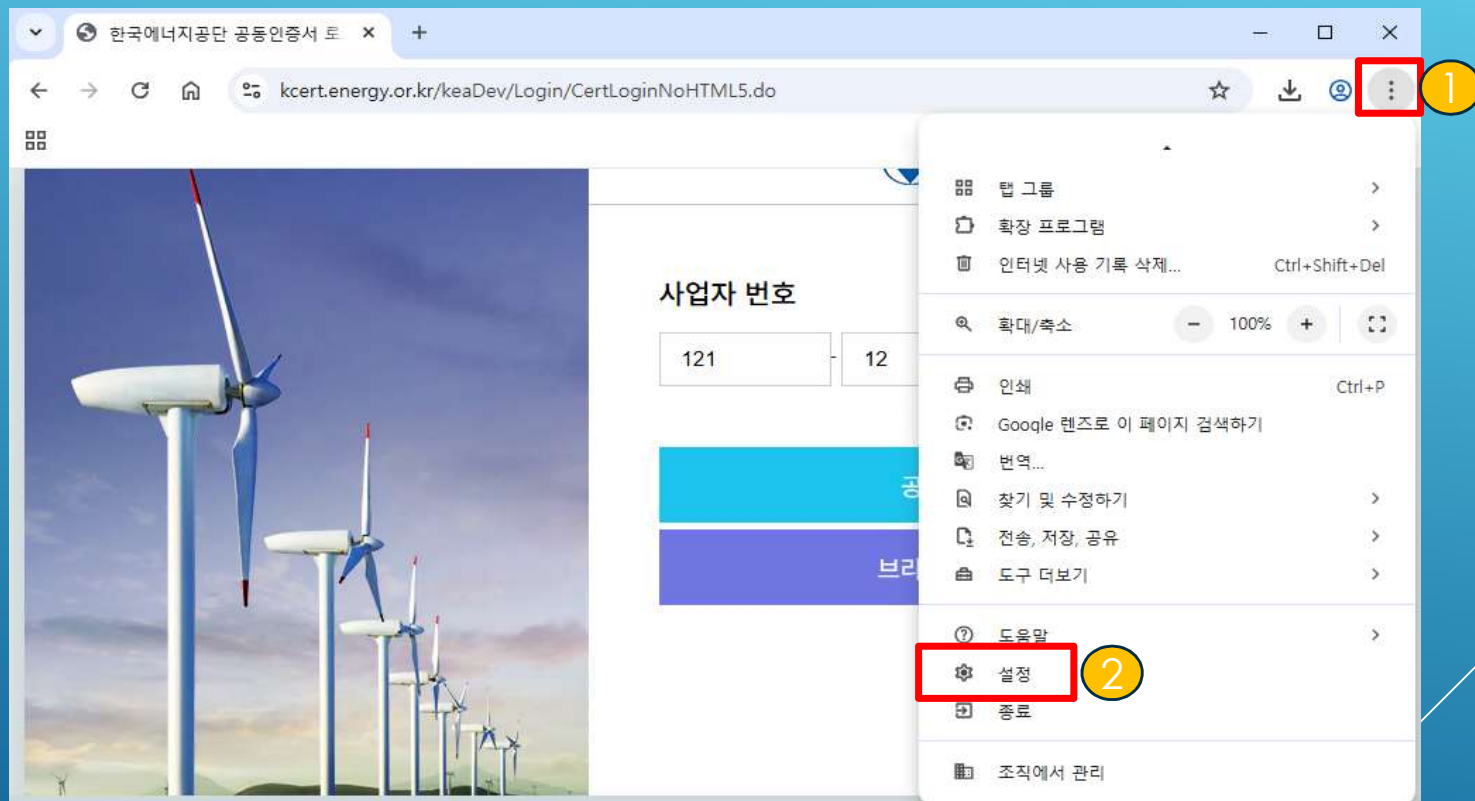 한국에너지공단 공동인증서 로
kcert.energy.or.kr/keaDev/Login/CertLoginNoHTML5.do
1
탭 그룹
확장 프로그램
인터넷 사용 기록 삭제... Ctrl+Shift+Del
사업자 번호
확대/축소 - 100% +
121 - 12
인쇄 Ctrl+P
Google 렌즈로 이 페이지 검색하기
번역...
공
찾기 및 수정하기
전송, 저장, 공유
브라
도구 더보기
도움말
설정 2
종료
조직에서 관리